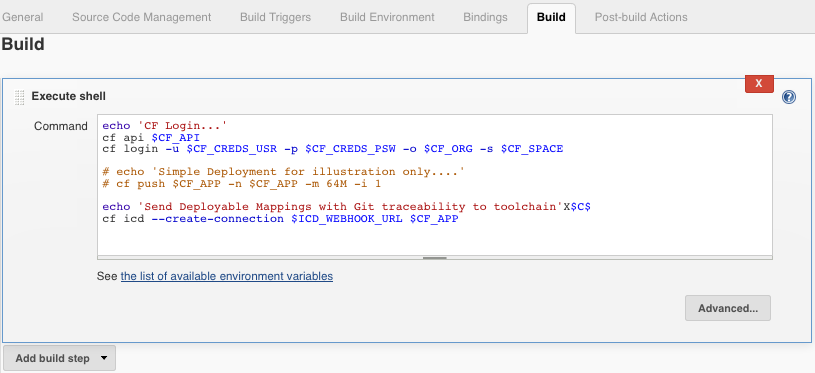 General Source Code Management Build Triggers Build Environment Bindings Build Post-build Actions
Build
X
Execute shell
?
Command
echo 'CF Login...'
cf api $CF_API
cf login -u $CF_CREDS_USR -p $CF_CREDS_PSW -o $CF_ORG -s $CF_SPACE
# echo 'Simple Deployment for illustration only....'
# cf push $CF_APP -n $CF_APP -m 64M -i 1
echo 'Send Deployable Mappings with Git traceability to toolchain'X$C$
cf icd --create-connection $ICD_WEBHOOK_URL $CF_APP
See the list of available environment variables
Advanced...
Add build step